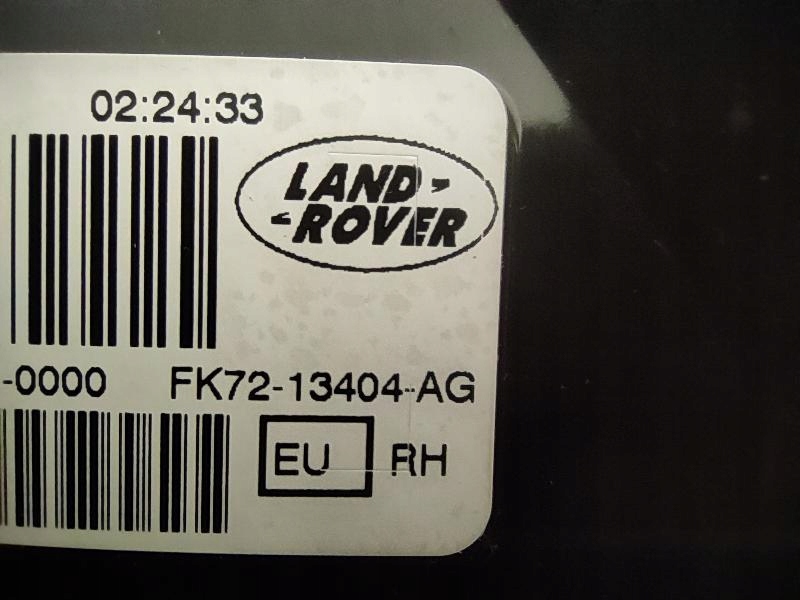 02:24:33
LAND-
-ROVER
-0000 FK72-13404-AG
EU RH